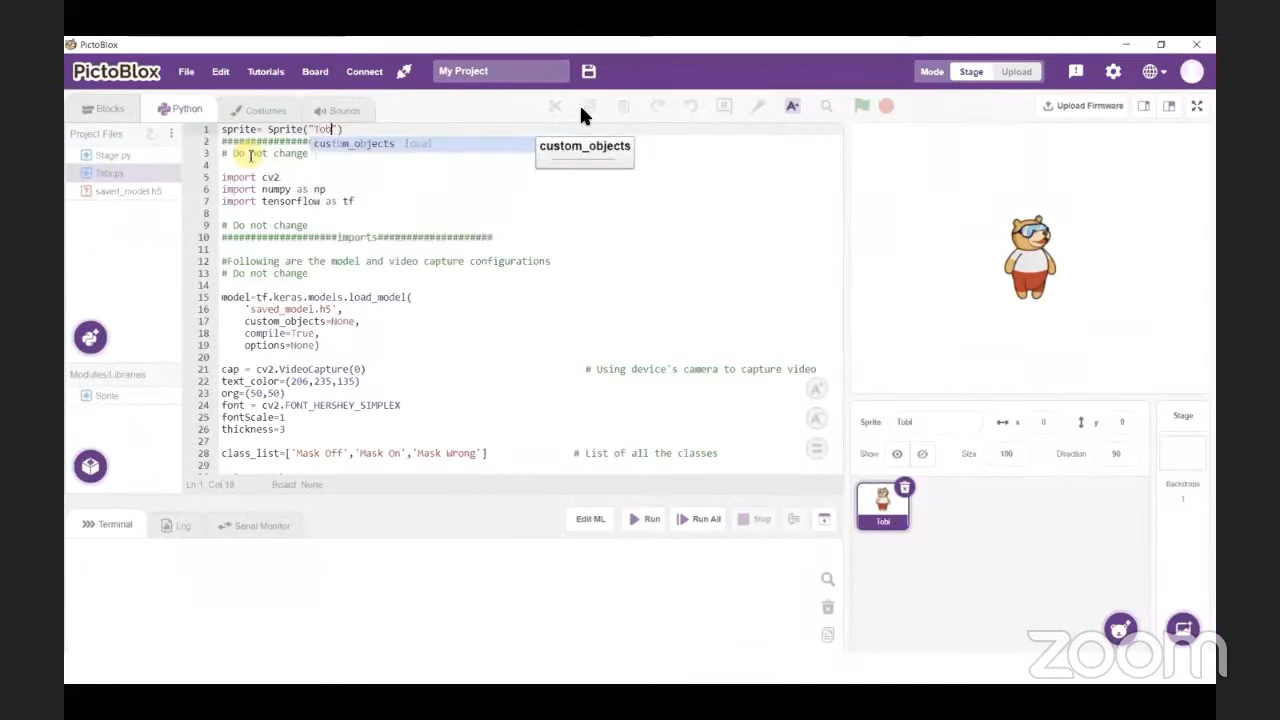 PictoBlox
PictoBlox File Edit Tutorials Board Connect My Project Mode Stage Upload
Blocks Python Costumes Sounds Upload Firmware
Project Files
Stage.py
Tobi.py
saved_model.h5
Modules/Libraries
Sprite
1 sprite= Sprite("Tob")
custom_objects local
custom_objects
2 ####################
3 # Do not change
4
5 import cv2
6 import numpy as np
7 import tensorflow as tf
8
9 # Do not change
10 ####################imports####################
11
12 #Following are the model and video capture configurations
13 # Do not change
14
15 model=tf.keras.models.load_model(
16 'saved_model.h5',
17 custom_objects=None,
18 compile=True,
19 options=None)
20
21 cap = cv2.VideoCapture(0) # Using device's camera to capture video
22 text_color=(206,235,135)
23 org=(50,50)
24 font = cv2.FONT_HERSHEY_SIMPLEX
25 fontScale=1
26 thickness=3
27
28 class_list=['Mask Off','Mask On','Mask Wrong'] # List of all the classes
29
Ln 1 Col 18 Board None
Terminal Log Serial Monitor Edit ML Run Run All Stop
Sprite Tobi x 0 y 0
Show Size 100 Direction 90
Tobi
Stage
Backdrops
1
zoom